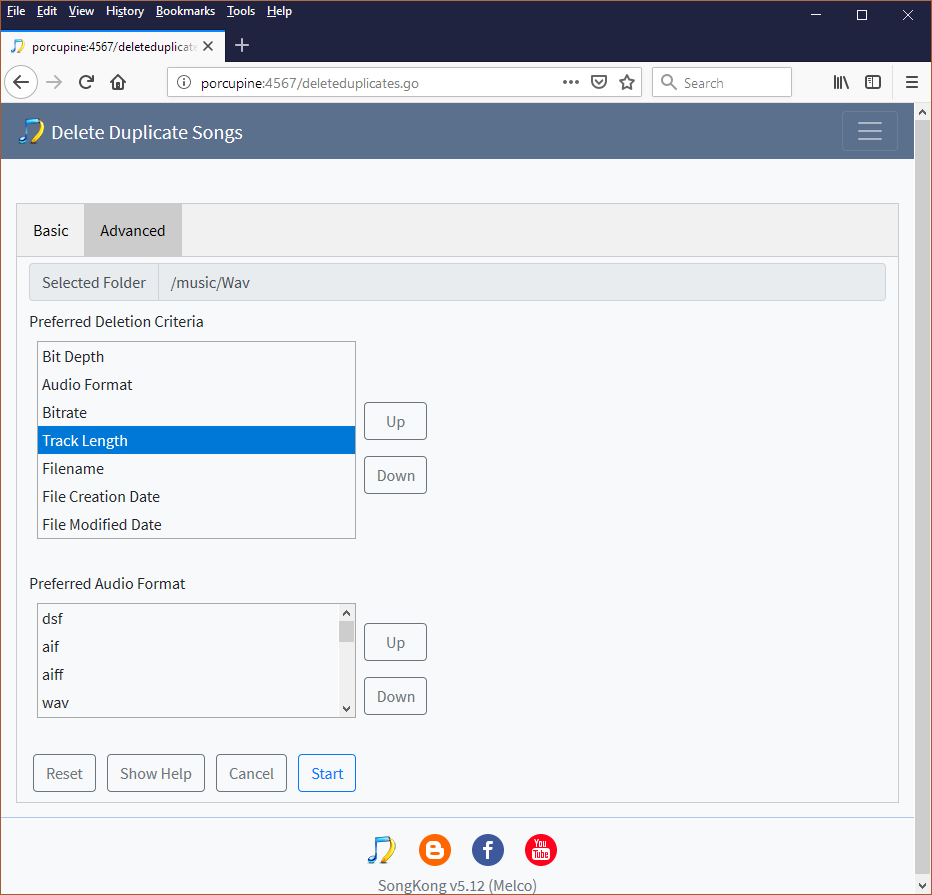 File Edit View History Bookmarks Tools Help
porcupine:4567/deleteduplicate
porcupine:4567/deleteduplicates.go
Search
Delete Duplicate Songs
Basic Advanced
Selected Folder /music/Wav
Preferred Deletion Criteria
Bit Depth
Audio Format
Bitrate
Track Length
Filename
File Creation Date
File Modified Date
Up
Down
Preferred Audio Format
dsf
aif
aiff
wav
Up
Down
Reset Show Help Cancel Start
You Tube
SongKong v5.12 (Melco)